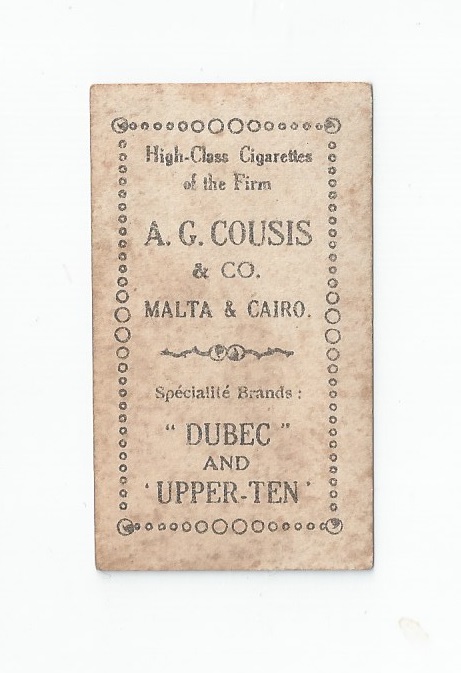 High-Class Cigarettes
of the Firm
A. G. COUSIS
& CO.
MALTA & CAIRO.
Spécialité Brands :
“ DUBEC ”
AND
‘ UPPER-TEN ’